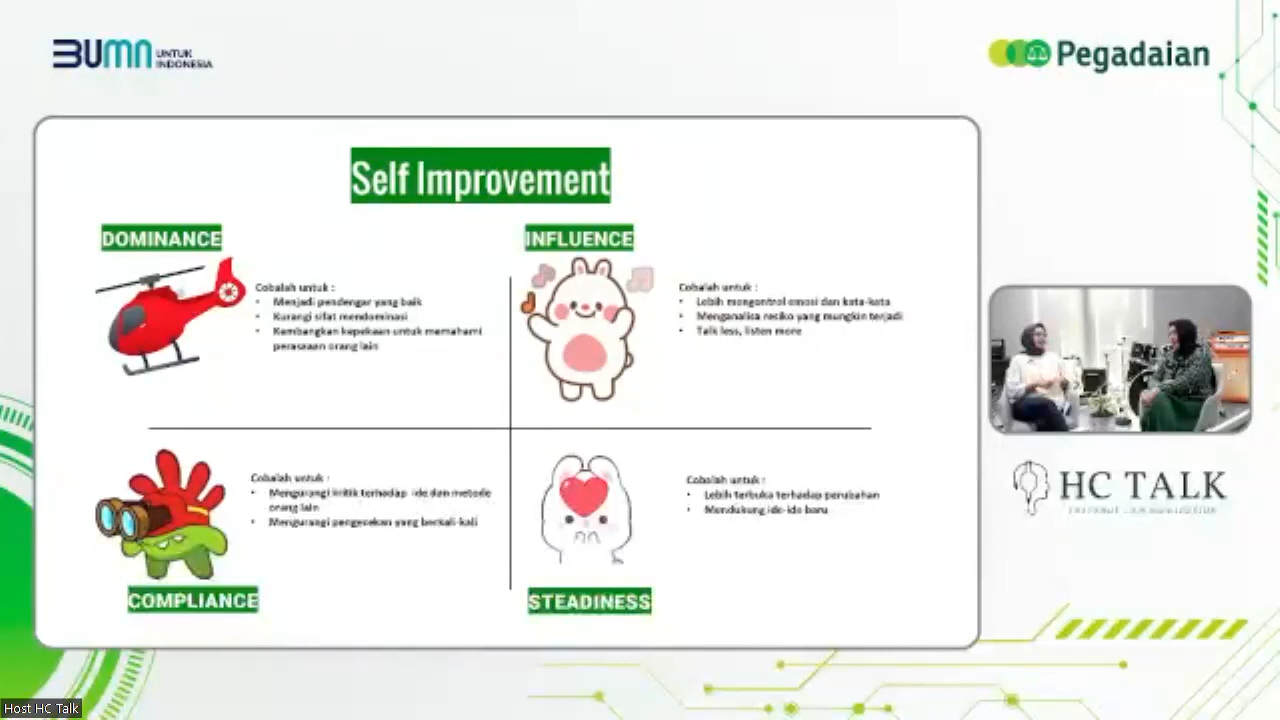 BUMN UNTUK
INDONESIA
Pegadaian
Self Improvement
DOMINANCE
Cobalah untuk :
• Menjadi pendengar yang baik
• Kurangi sifat mendominasi
• Kembangkan kepekaan untuk memahami
perasaan orang lain
INFLUENCE
Cobalah untuk :
• Lebih mengontrol emosi dan kata-kata
• Menganalisa resiko yang mungkin terjadi
• Talk less, listen more
Cobalah untuk :
• Mengurangi kritik terhadap ide dan metode
orang lain
• Mengurangi pengecekan yang berkali-kali
COMPLIANCE
Cobalah untuk :
• Lebih terbuka terhadap perubahan
• Mendukung ide-ide baru
STEADINESS
HC TALK
Host HC Talk